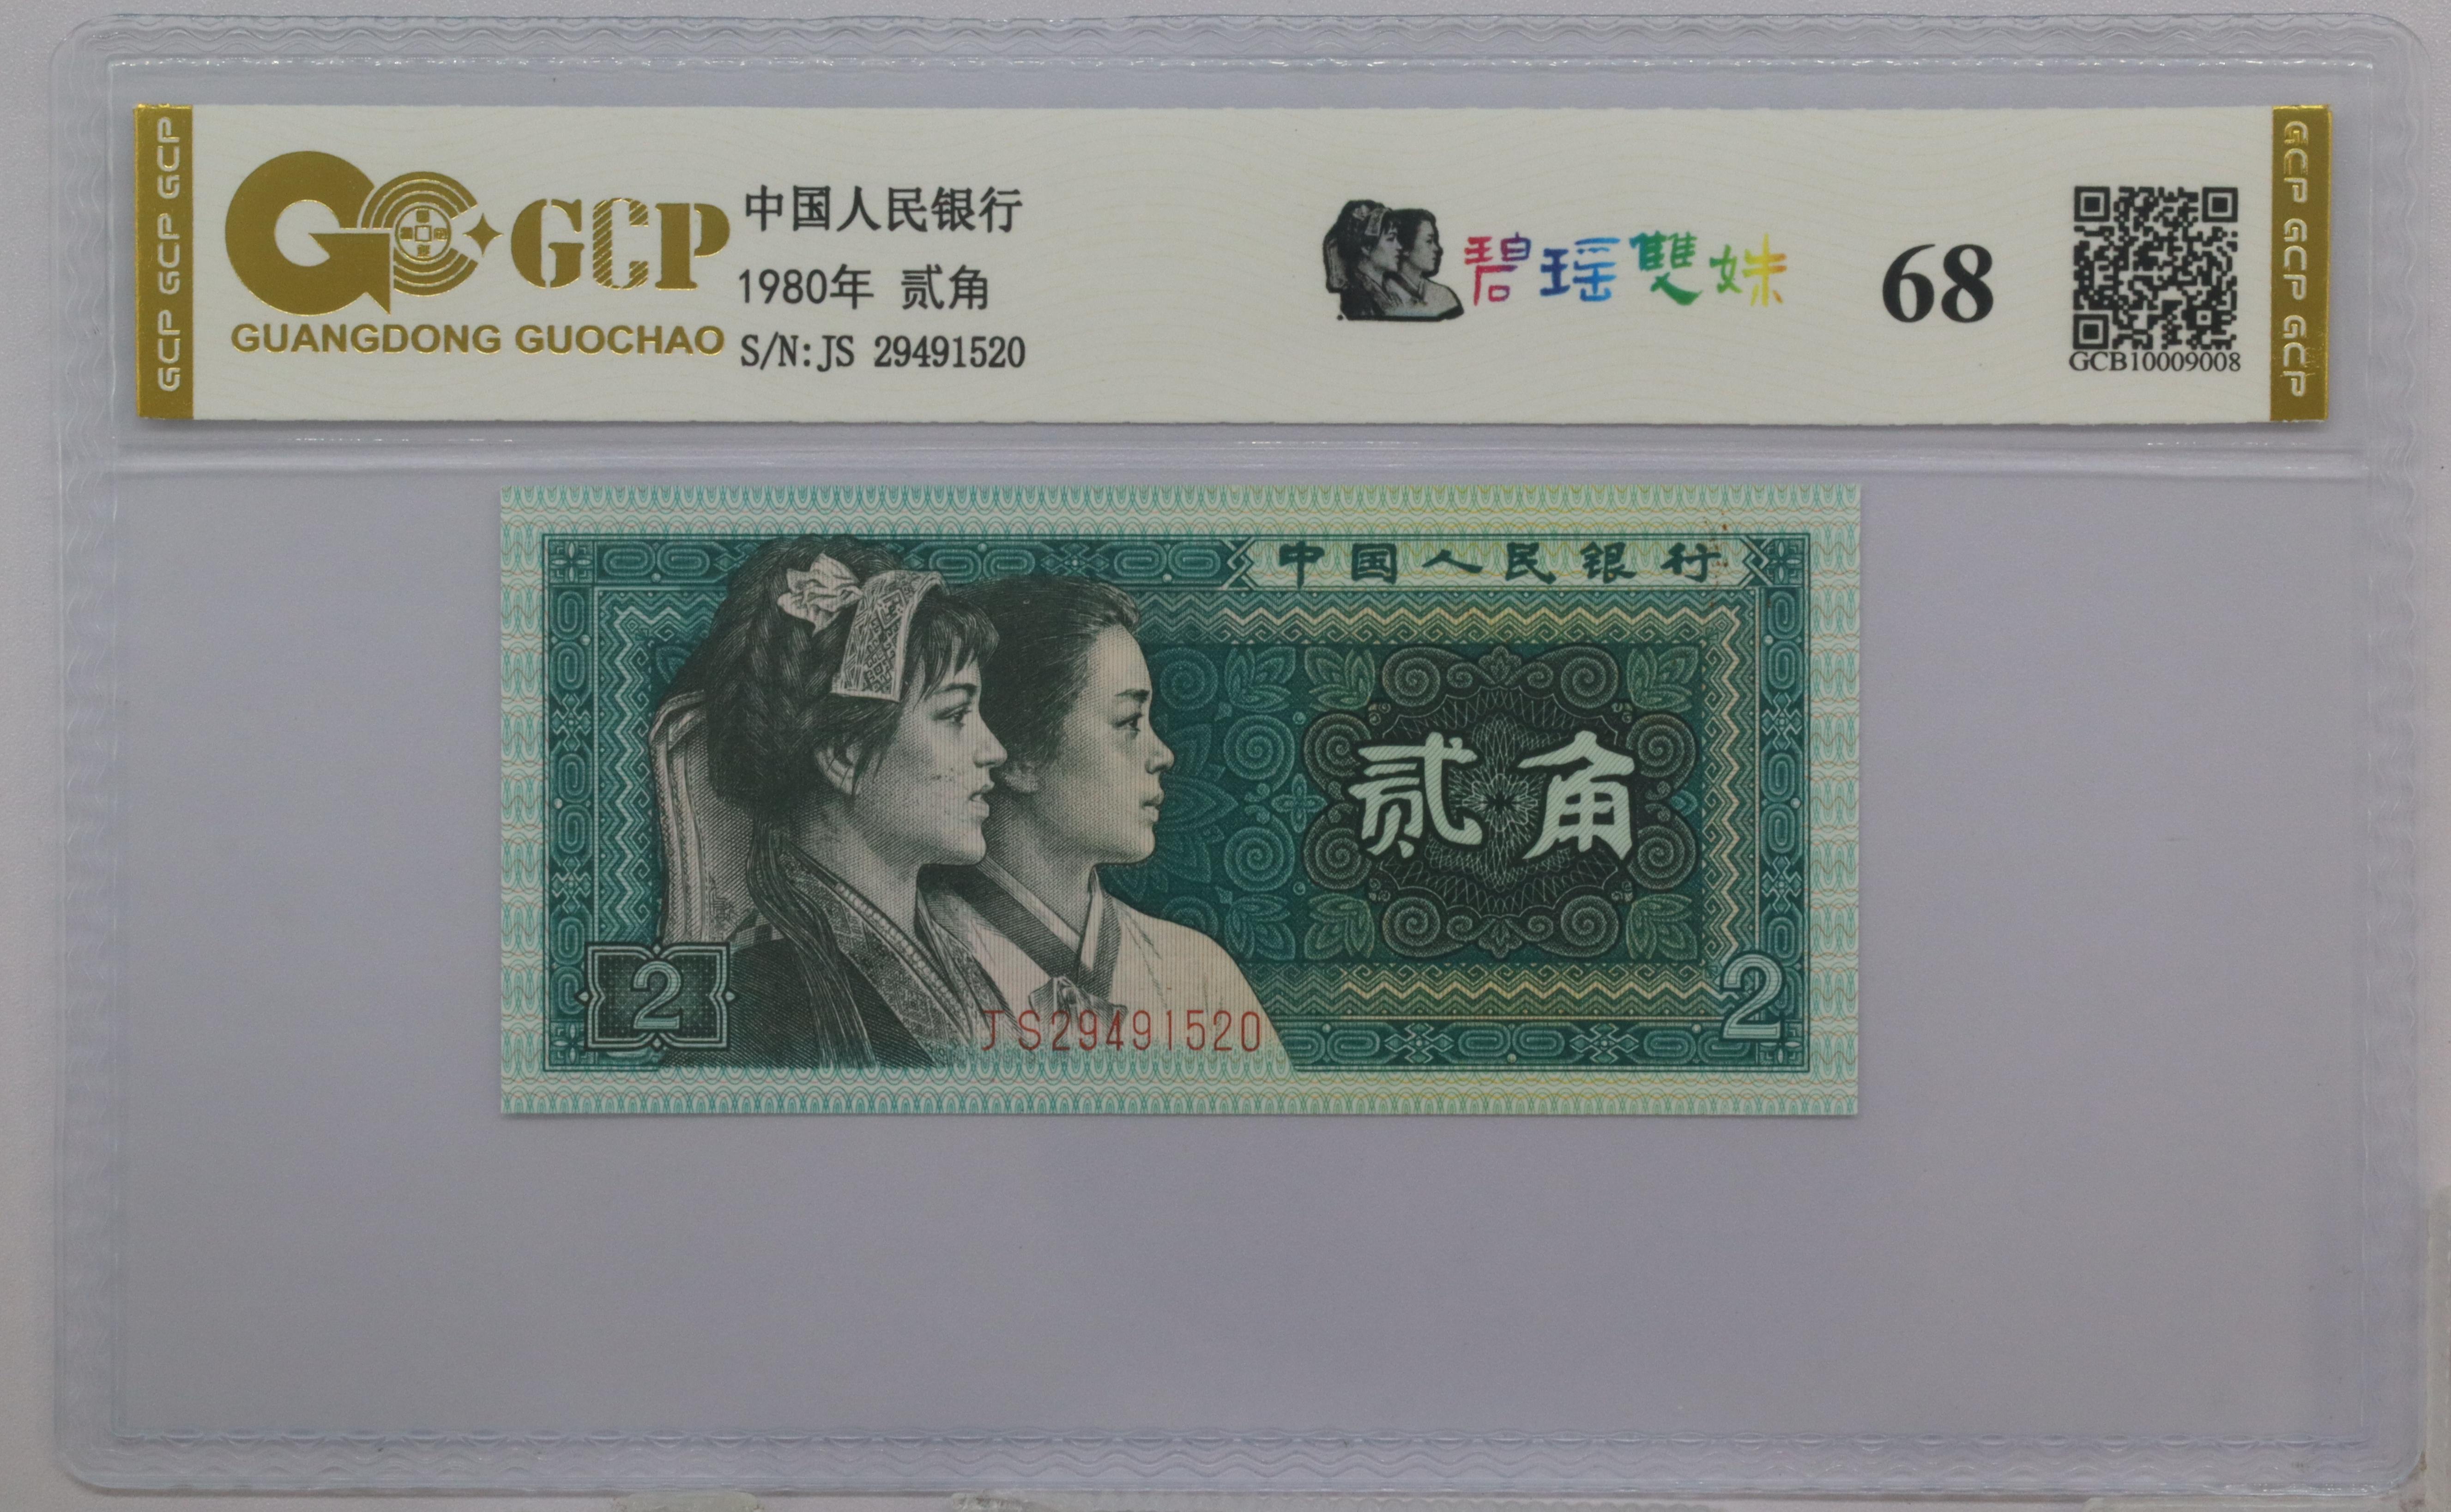 GCP GCP GCP
GCP
GUANGDONG GUOCHAO
中国人民银行
1980年 贰角
S/N:JS 29491520
碧瑶雙姝
68
GCB10009008
GCP GCP GCP
中国人民银行
贰角
2
JS29491520
2